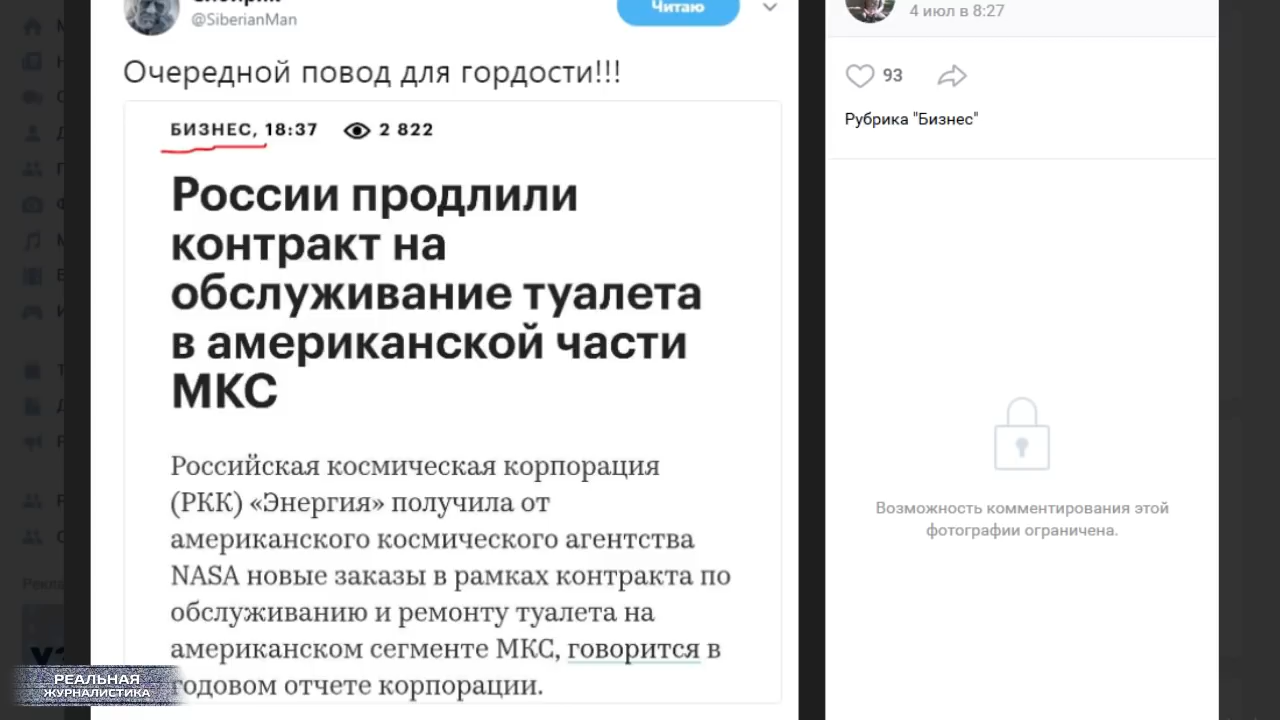 @SiberianMan
Читаю
Очередной повод для гордости!!!
БИЗНЕС, 18:37 2 822
России продлили
контракт на
обслуживание туалета
в американской части
МКС
Российская космическая корпорация
(РКК) «Энергия» получила от
американского космического агентства
NASA новые заказы в рамках контракта по
обслуживанию и ремонту туалета на
американском сегменте МКС, говорится в
годовом отчете корпорации.
4 июл в 8:27
93
Рубрика "Бизнес"
Возможность комментирования этой
фотографии ограничена.
РЕАЛЬНАЯ
ЖУРНАЛИСТИКА